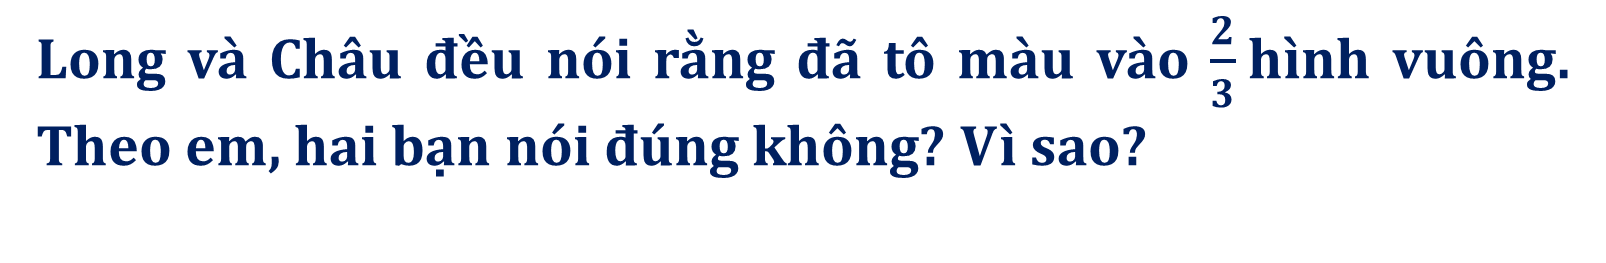 Long và Châu đều nói rằng đã tô màu vào 2/3 hình vuông.
Theo em, hai bạn nói đúng không? Vì sao?